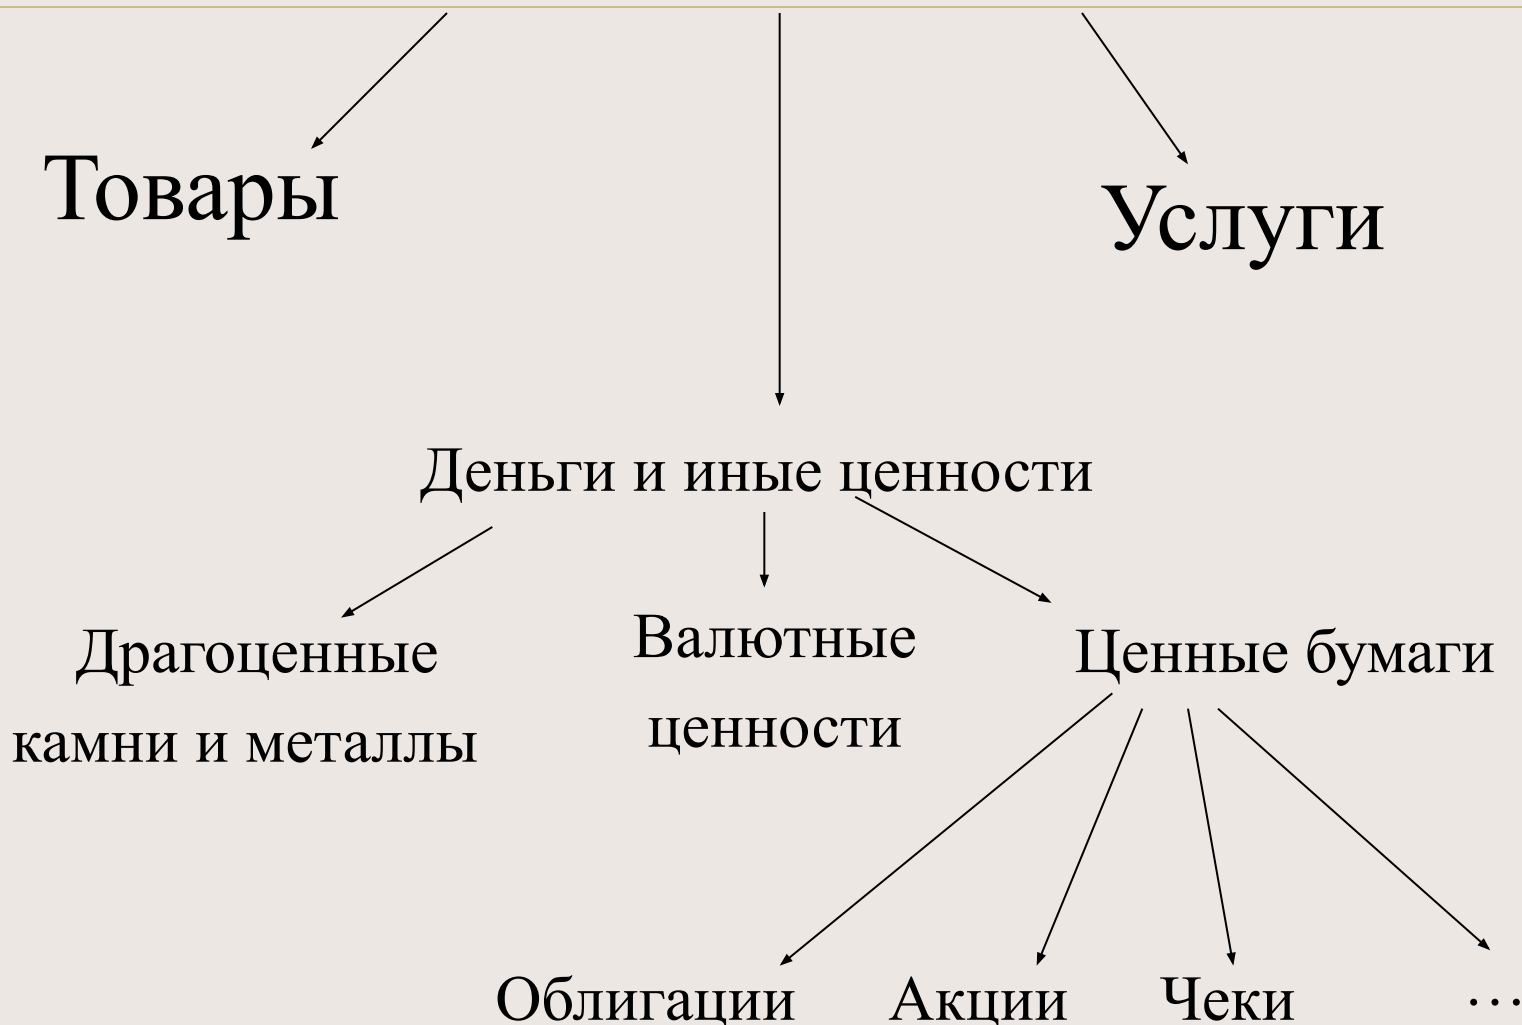 Товары
Услуги
Деньги и иные ценности
Драгоценные
камни и металлы
Валютные
ценности
Ценные бумаги
Облигации
Акции
Чеки
…